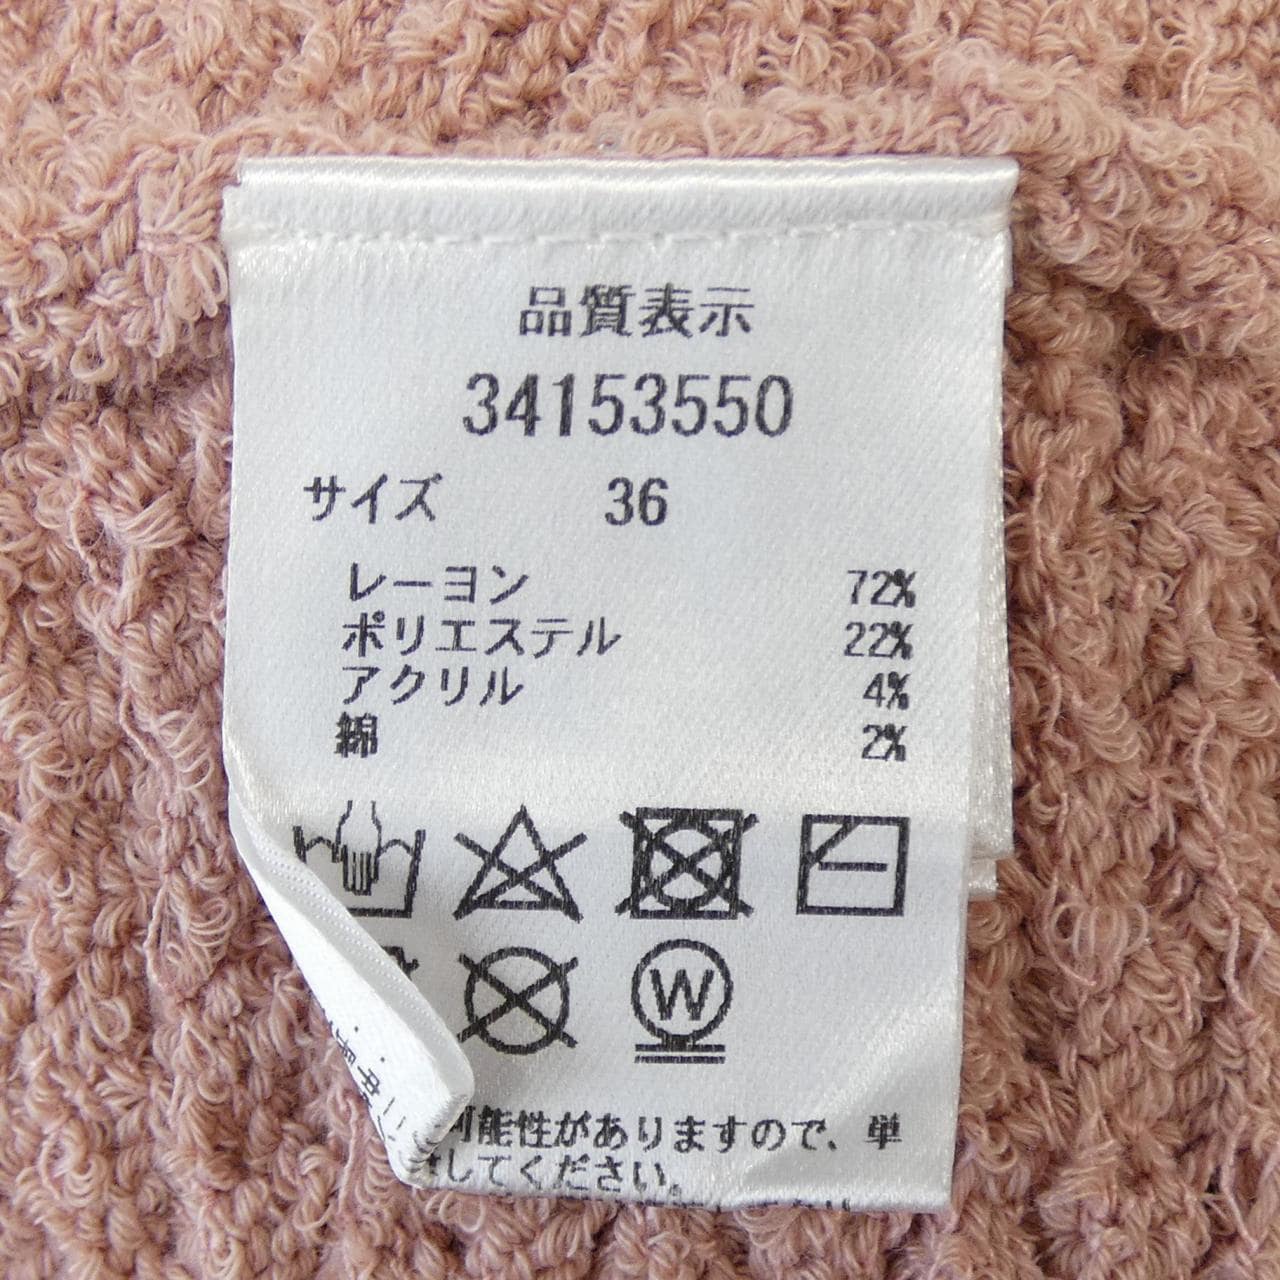 品質表示
34153550
サイズ 36
レーヨン 72%
ポリエステル 22%
アクリル 4%
綿 2%
W
可能性がありますので、単
してください。